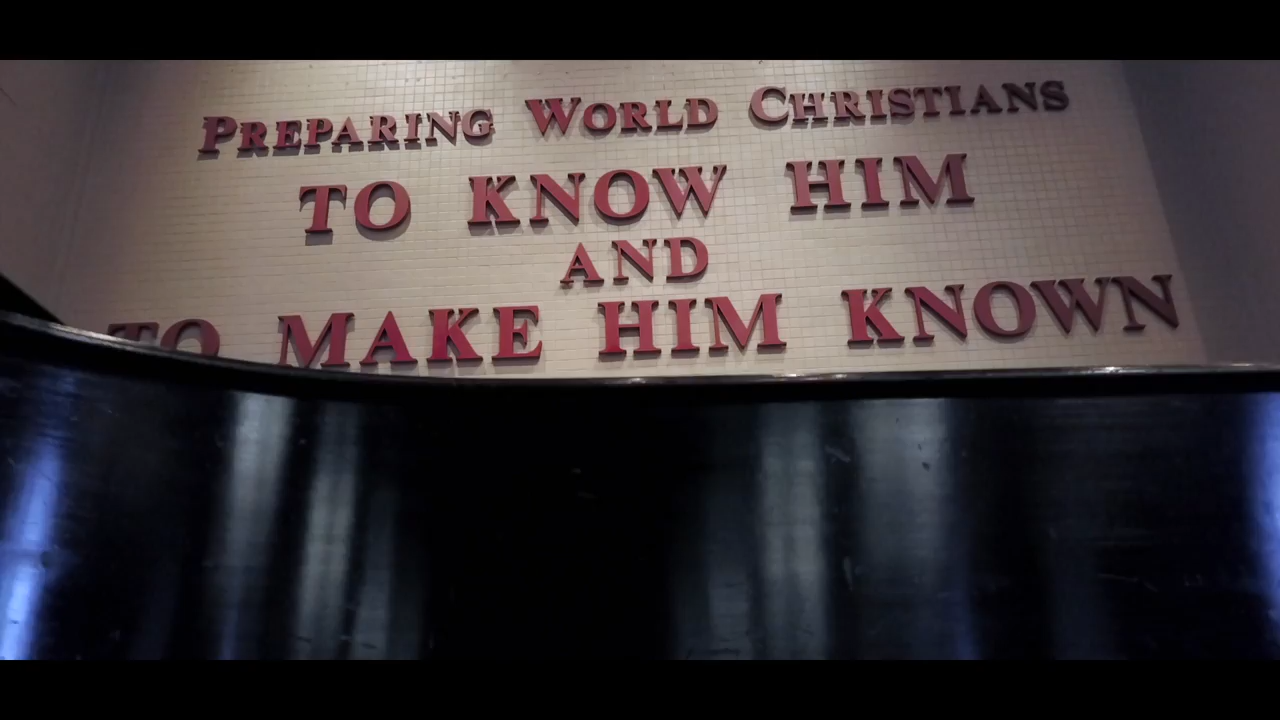 PREPARING WORLD CHRISTIANS
TO KNOW HIM
AND
TO MAKE HIM KNOWN